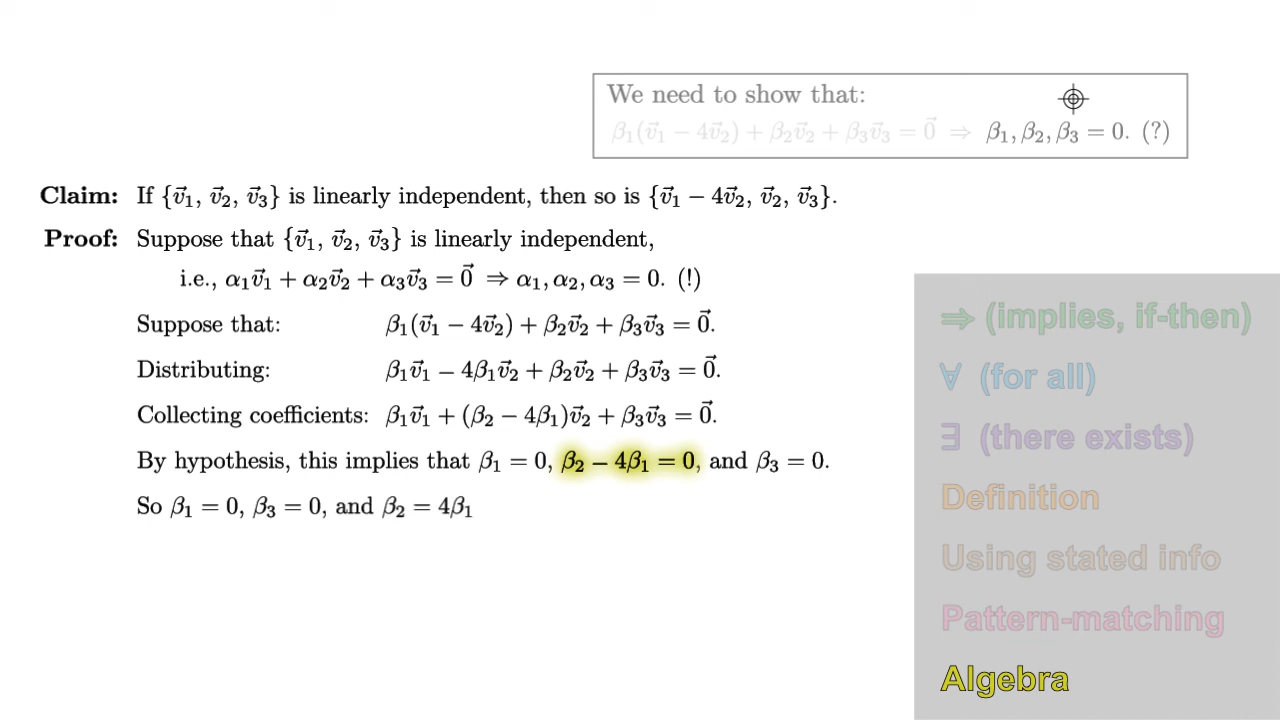 We need to show that:
β₁(v⃗₁ − 4v⃗₂) + β₂v⃗₂ + β₃v⃗₃ = 0⃗ ⇒ β₁, β₂, β₃ = 0. (?)
Claim: If {v⃗₁, v⃗₂, v⃗₃} is linearly independent, then so is {v⃗₁ − 4v⃗₂, v⃗₂, v⃗₃}.
Proof: Suppose that {v⃗₁, v⃗₂, v⃗₃} is linearly independent,
i.e., α₁v⃗₁ + α₂v⃗₂ + α₃v⃗₃ = 0⃗ ⇒ α₁, α₂, α₃ = 0. (!)
Suppose that: β₁(v⃗₁ − 4v⃗₂) + β₂v⃗₂ + β₃v⃗₃ = 0⃗.
Distributing: β₁v⃗₁ − 4β₁v⃗₂ + β₂v⃗₂ + β₃v⃗₃ = 0⃗.
Collecting coefficients: β₁v⃗₁ + (β₂ − 4β₁)v⃗₂ + β₃v⃗₃ = 0⃗.
By hypothesis, this implies that β₁ = 0, β₂ − 4β₁ = 0, and β₃ = 0.
So β₁ = 0, β₃ = 0, and β₂ = 4β₁
⇒ (implies, if-then)
∀ (for all)
∃ (there exists)
Definition
Using stated info
Pattern-matching
Algebra